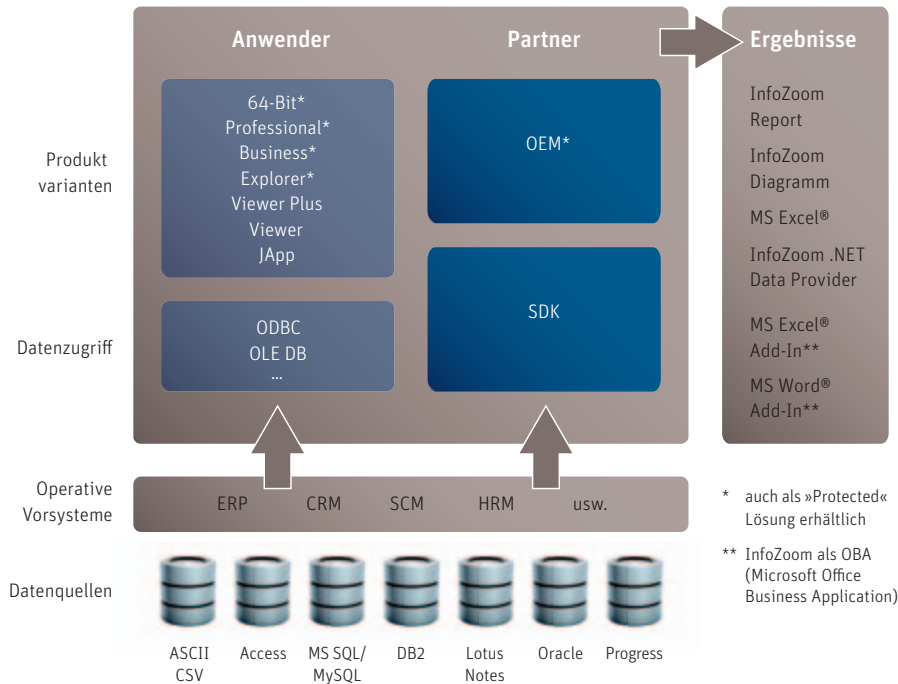 Anwender
Partner
Ergebnisse
Produkt
varianten
64-Bit*
Professional*
Business*
Explorer*
Viewer Plus
Viewer
JApp
OEM*
InfoZoom
Report
InfoZoom
Diagramm
MS Excel®
InfoZoom .NET
Data Provider
MS Excel®
Add-In**
MS Word®
Add-In**
Datenzugriff
ODBC
OLE DB
...
SDK
Operative
Vorsysteme
ERP
CRM
SCM
HRM
usw.
* auch als »Protected«
Lösung erhältlich
** InfoZoom als OBA
(Microsoft Office
Business Application)
Datenquellen
ASCII
CSV
Access
MS SQL/
MySQL
DB2
Lotus
Notes
Oracle
Progress